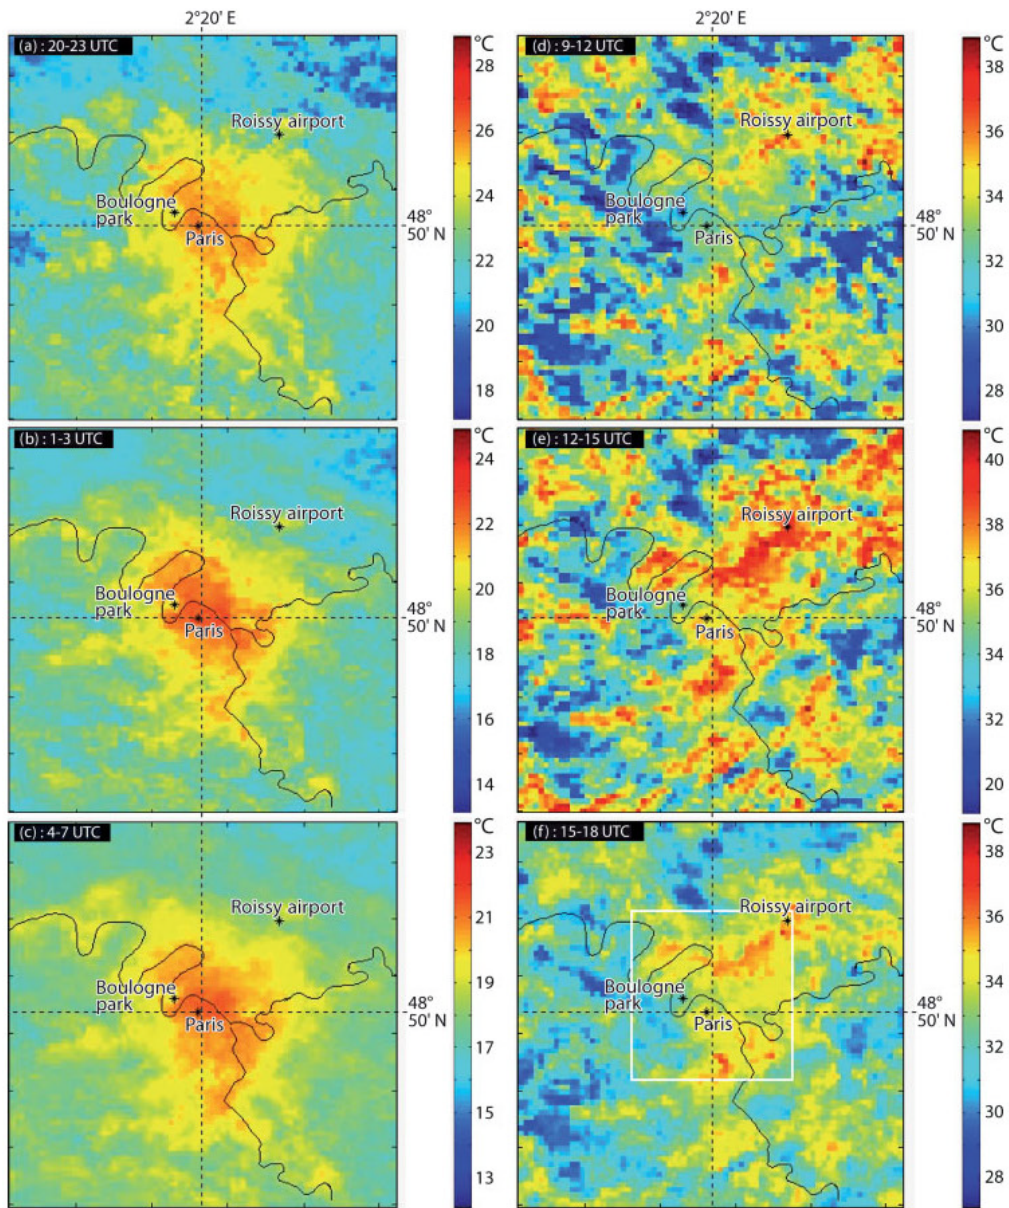 2°20' E
2°20' E
(a) : 20-23 UTC
°C
28
26
24
22
20
18
Roissy airport
Boulogne
park
Paris
48°
50' N
(d) : 9-12 UTC
°C
38
36
34
32
30
28
Roissy airport
Boulogne
park
Paris
48°
50' N
(b) : 1-3 UTC
°C
24
22
20
18
16
14
Roissy airport
Boulogne
park
Paris
48°
50' N
(e) : 12-15 UTC
°C
40
38
36
34
32
20
Roissy airport
Boulogne
park
Paris
48°
50' N
(c) : 4-7 UTC
°C
23
21
19
17
15
13
Roissy airport
Boulogne
park
Paris
48°
50' N
(f) : 15-18 UTC
°C
38
36
34
32
30
28
Roissy airport
Boulogne
park
Paris
48°
50' N